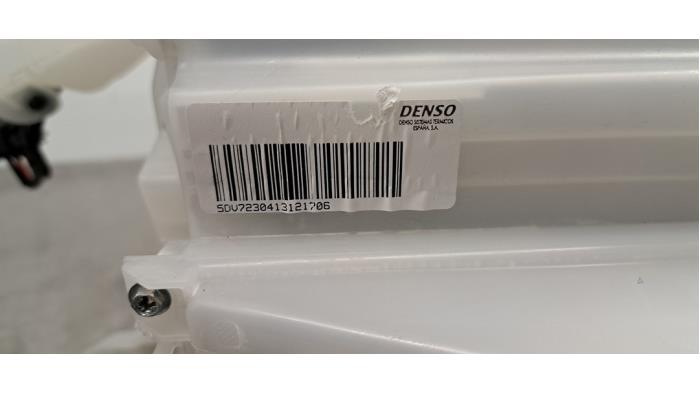 DENSO
DENSO SISTEMAS TERMICOS
ESPAÑA, S.A.
SDV7230413121706